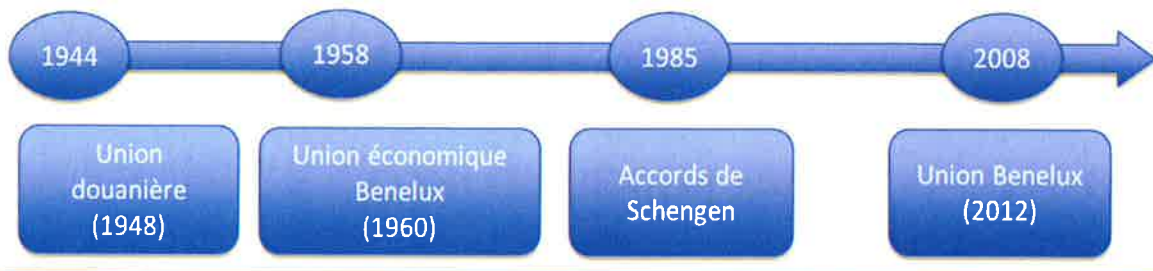 1944
1958
1985
2008
Union
douanière
(1948)
Union économique
Benelux
(1960)
Accords de
Schengen
Union Benelux
(2012)